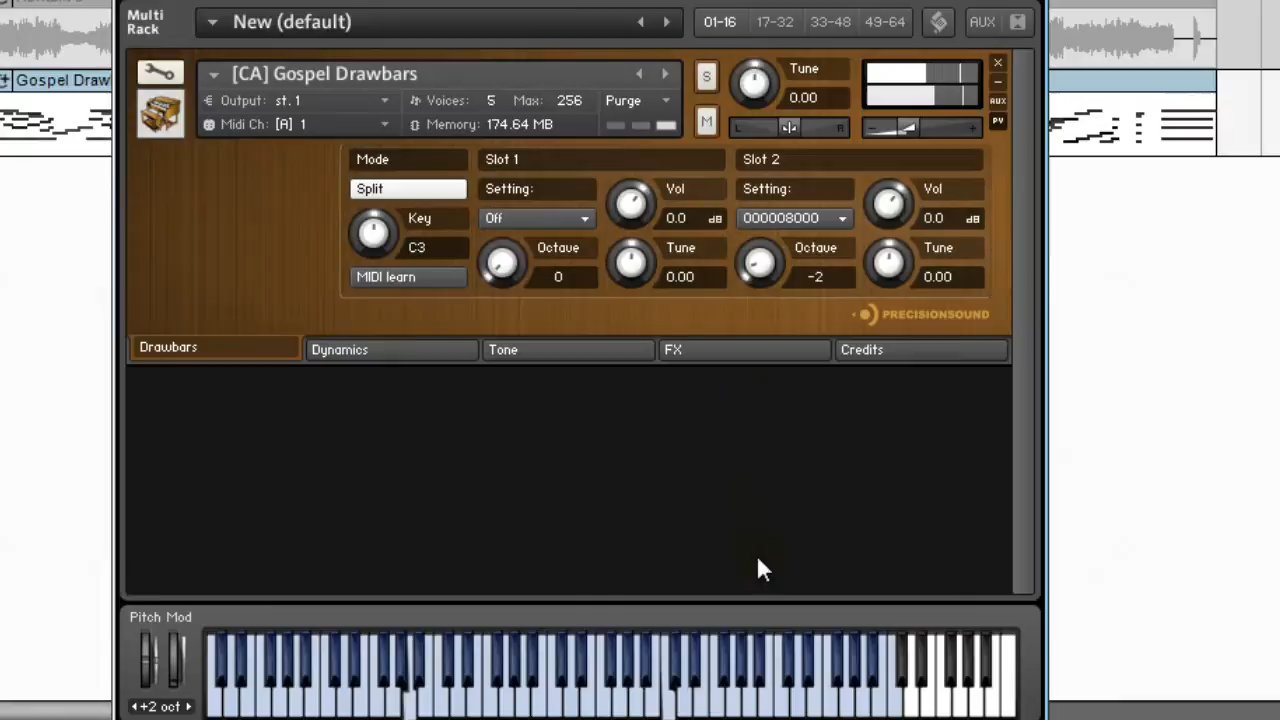 Multi
Rack
New (default)
01-16 17-32 33-48 49-64 AUX
Gospel Draw
[CA] Gospel Drawbars
S
Tune
0.00
AUX
PV
Output: st. 1
Voices: 5 Max: 256
Purge
Midi Ch: [A] 1
Memory: 174.64 MB
M
L R
Mode
Slot 1
Slot 2
Split
Setting:
Vol
Setting:
Vol
Key
Off
0.0 dB
000008000
0.0 dB
C3
Octave
Tune
Octave
Tune
MIDI learn
0
0.00
-2
0.00
PRECISIONSOUND
Drawbars
Dynamics
Tone
FX
Credits
Pitch Mod
+2 oct